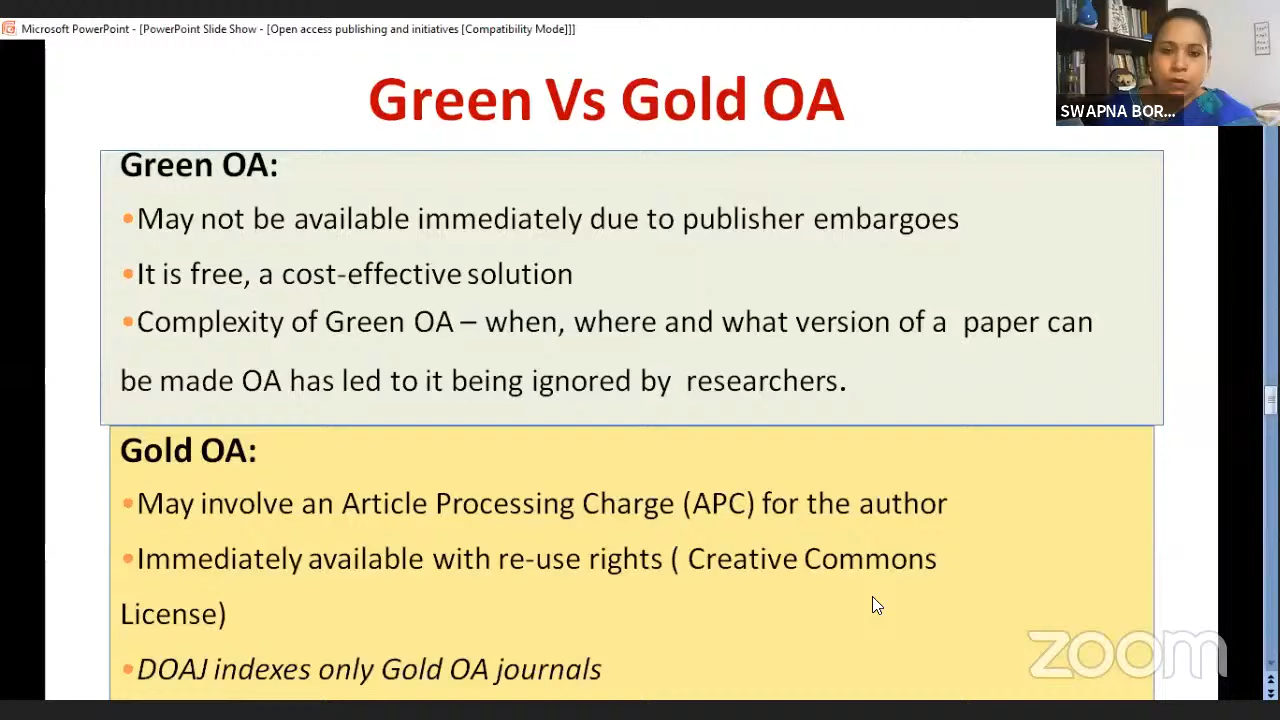 Microsoft PowerPoint - [PowerPoint Slide Show - [Open access publishing and initiatives [Compatibility Mode]]]
SWAPNA BOR...
Green Vs Gold OA
Green OA:
•May not be available immediately due to publisher embargoes
•It is free, a cost-effective solution
•Complexity of Green OA – when, where and what version of a paper can
be made OA has led to it being ignored by researchers.
Gold OA:
•May involve an Article Processing Charge (APC) for the author
•Immediately available with re-use rights ( Creative Commons
License)
•DOAJ indexes only Gold OA journals
zoom